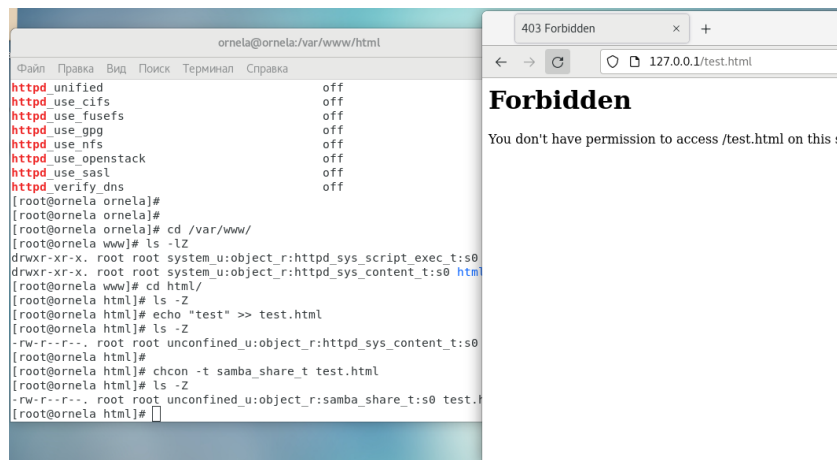 ornela@ornela:/var/www/html
Файл Правка Вид Поиск Терминал Справка
httpd_unified off
httpd_use_cifs off
httpd_use_fusefs off
httpd_use_gpg off
httpd_use_nfs off
httpd_use_openstack off
httpd_use_sasl off
httpd_verify_dns off
[root@ornela ornela]#
[root@ornela ornela]#
[root@ornela ornela]# cd /var/www/
[root@ornela www]# ls -lZ
drwxr-xr-x. root root system_u:object_r:httpd_sys_script_exec_t:s0
drwxr-xr-x. root root system_u:object_r:httpd_sys_content_t:s0 html
[root@ornela www]# cd html/
[root@ornela html]# ls -Z
[root@ornela html]# echo "test" >> test.html
[root@ornela html]# ls -Z
-rw-r--r--. root root unconfined_u:object_r:httpd_sys_content_t:s0
[root@ornela html]#
[root@ornela html]# chcon -t samba_share_t test.html
[root@ornela html]# ls -Z
-rw-r--r--. root root unconfined_u:object_r:samba_share_t:s0 test.h
[root@ornela html]#
403 Forbidden
127.0.0.1/test.html
Forbidden
You don't have permission to access /test.html on this